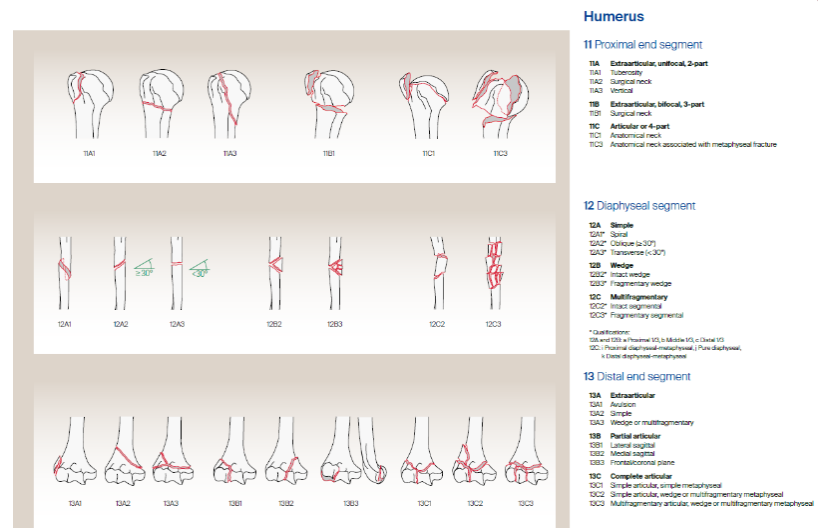 Humerus
11 Proximal end segment
11A Extraarticular, unifocal, 2-part
11A1 Tuberosity
11A2 Surgical neck
11A3 Vertical
11B Extraarticular, bifocal, 3-part
11B1 Surgical neck
11C Articular or 4-part
11C1 Anatomical neck
11C3 Anatomical neck associated with metaphyseal fracture
11A1 11A2 11A3 11B1 11C1 11C3
12 Diaphyseal segment
12A Simple
12A1* Spiral
12A2* Oblique (≥30°)
12A3* Transverse (<30°)
12B Wedge
12B2* Intact wedge
12B3* Fragmentary wedge
12C Multifragmentary
12C2* Intact segmental
12C3* Fragmentary segmental
* Qualifications:
12A and 12B: a Proximal 1/3, b Middle 1/3, c Distal 1/3
12C: i Proximal diaphyseal-metaphyseal, j Pure diaphyseal,
k Distal diaphyseal-metaphyseal
≥30° <30°
12A1 12A2 12A3 12B2 12B3 12C2 12C3
13 Distal end segment
13A Extraarticular
13A1 Avulsion
13A2 Simple
13A3 Wedge or multifragmentary
13B Partial articular
13B1 Lateral sagittal
13B2 Medial sagittal
13B3 Frontal/coronal plane
13C Complete articular
13C1 Simple articular, simple metaphyseal
13C2 Simple articular, wedge or multifragmentary metaphyseal
13C3 Multifragmentary articular, wedge or multifragmentary metaphyseal
13A1 13A2 13A3 13B1 13B2 13B3 13C1 13C2 13C3